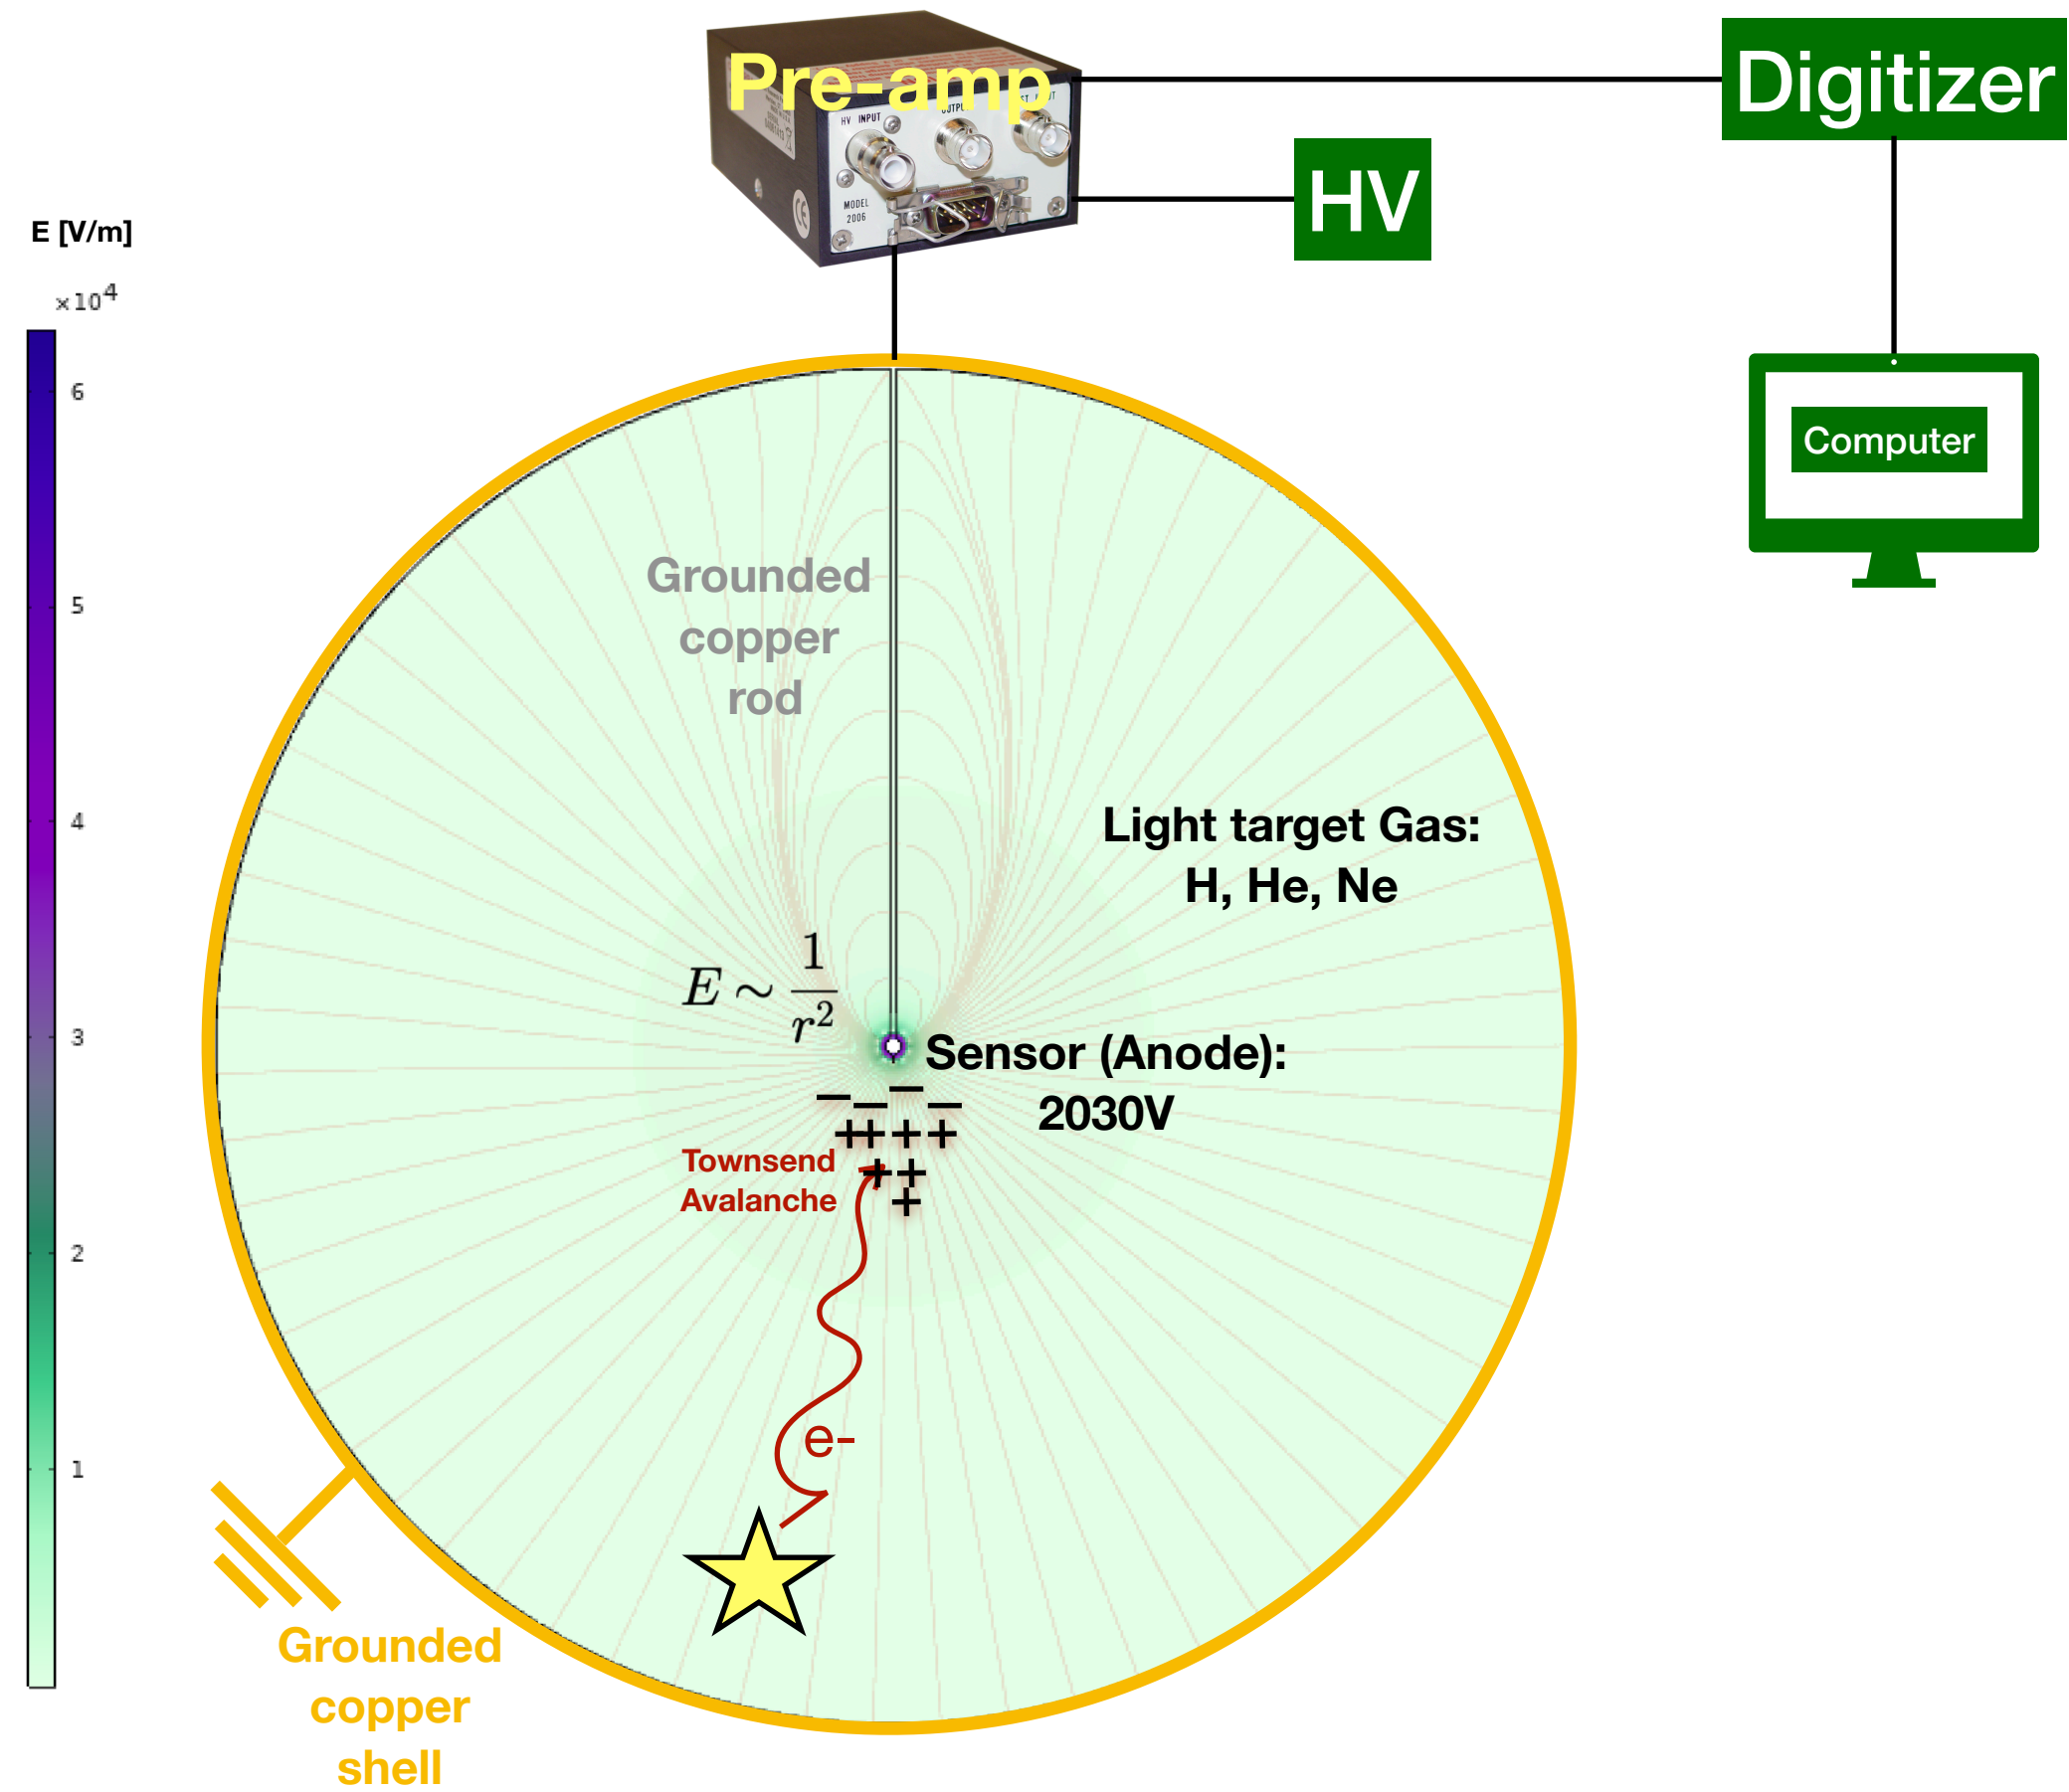 Pre-amp
HV INPUT
MODEL
2006
CE
Digitizer
HV
Computer
E [V/m]
×10⁴
6
5
4
3
2
1
Grounded
copper
rod
Light target Gas:
H, He, Ne
E ∼ 1/r²
Sensor (Anode):
2030V
− − − −
++ + +
Townsend
Avalanche
+ +
+
e-
Grounded
copper
shell